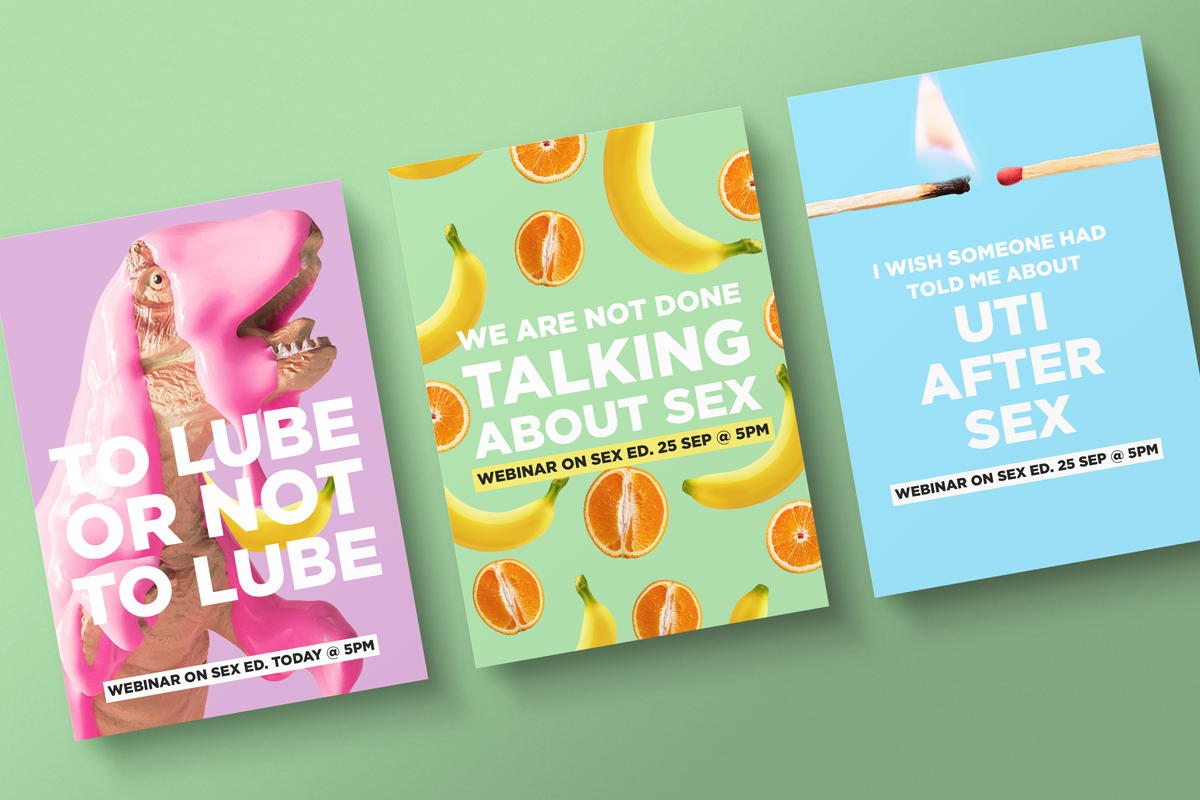 TO LUBE
OR NOT
TO LUBE
WEBINAR ON SEX ED. TODAY @ 5PM
WE ARE NOT DONE
TALKING
ABOUT SEX
WEBINAR ON SEX ED. 25 SEP @ 5PM
I WISH SOMEONE HAD
TOLD ME ABOUT
UTI
AFTER
SEX
WEBINAR ON SEX ED. 25 SEP @ 5PM